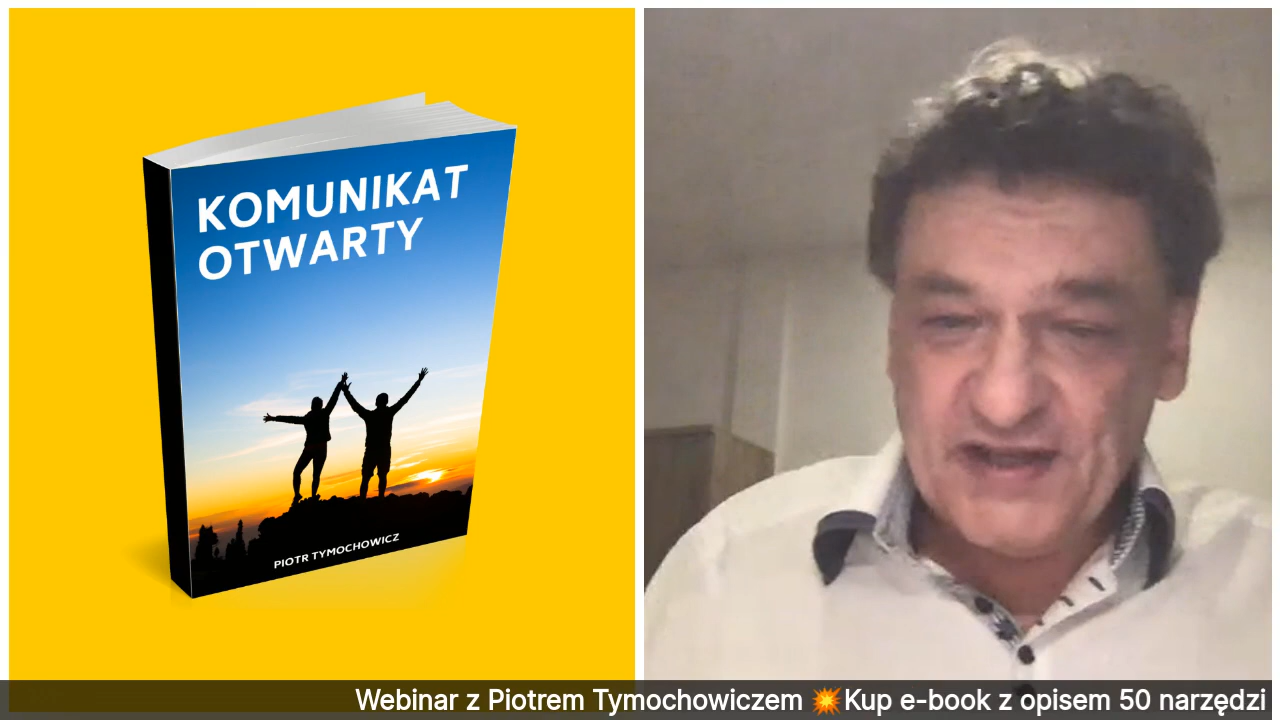 KOMUNIKAT
OTWARTY
PIOTR TYMOCHOWICZ
Webinar z Piotrem Tymochowiczem 💥Kup e-book z opisem 50 narzędzi